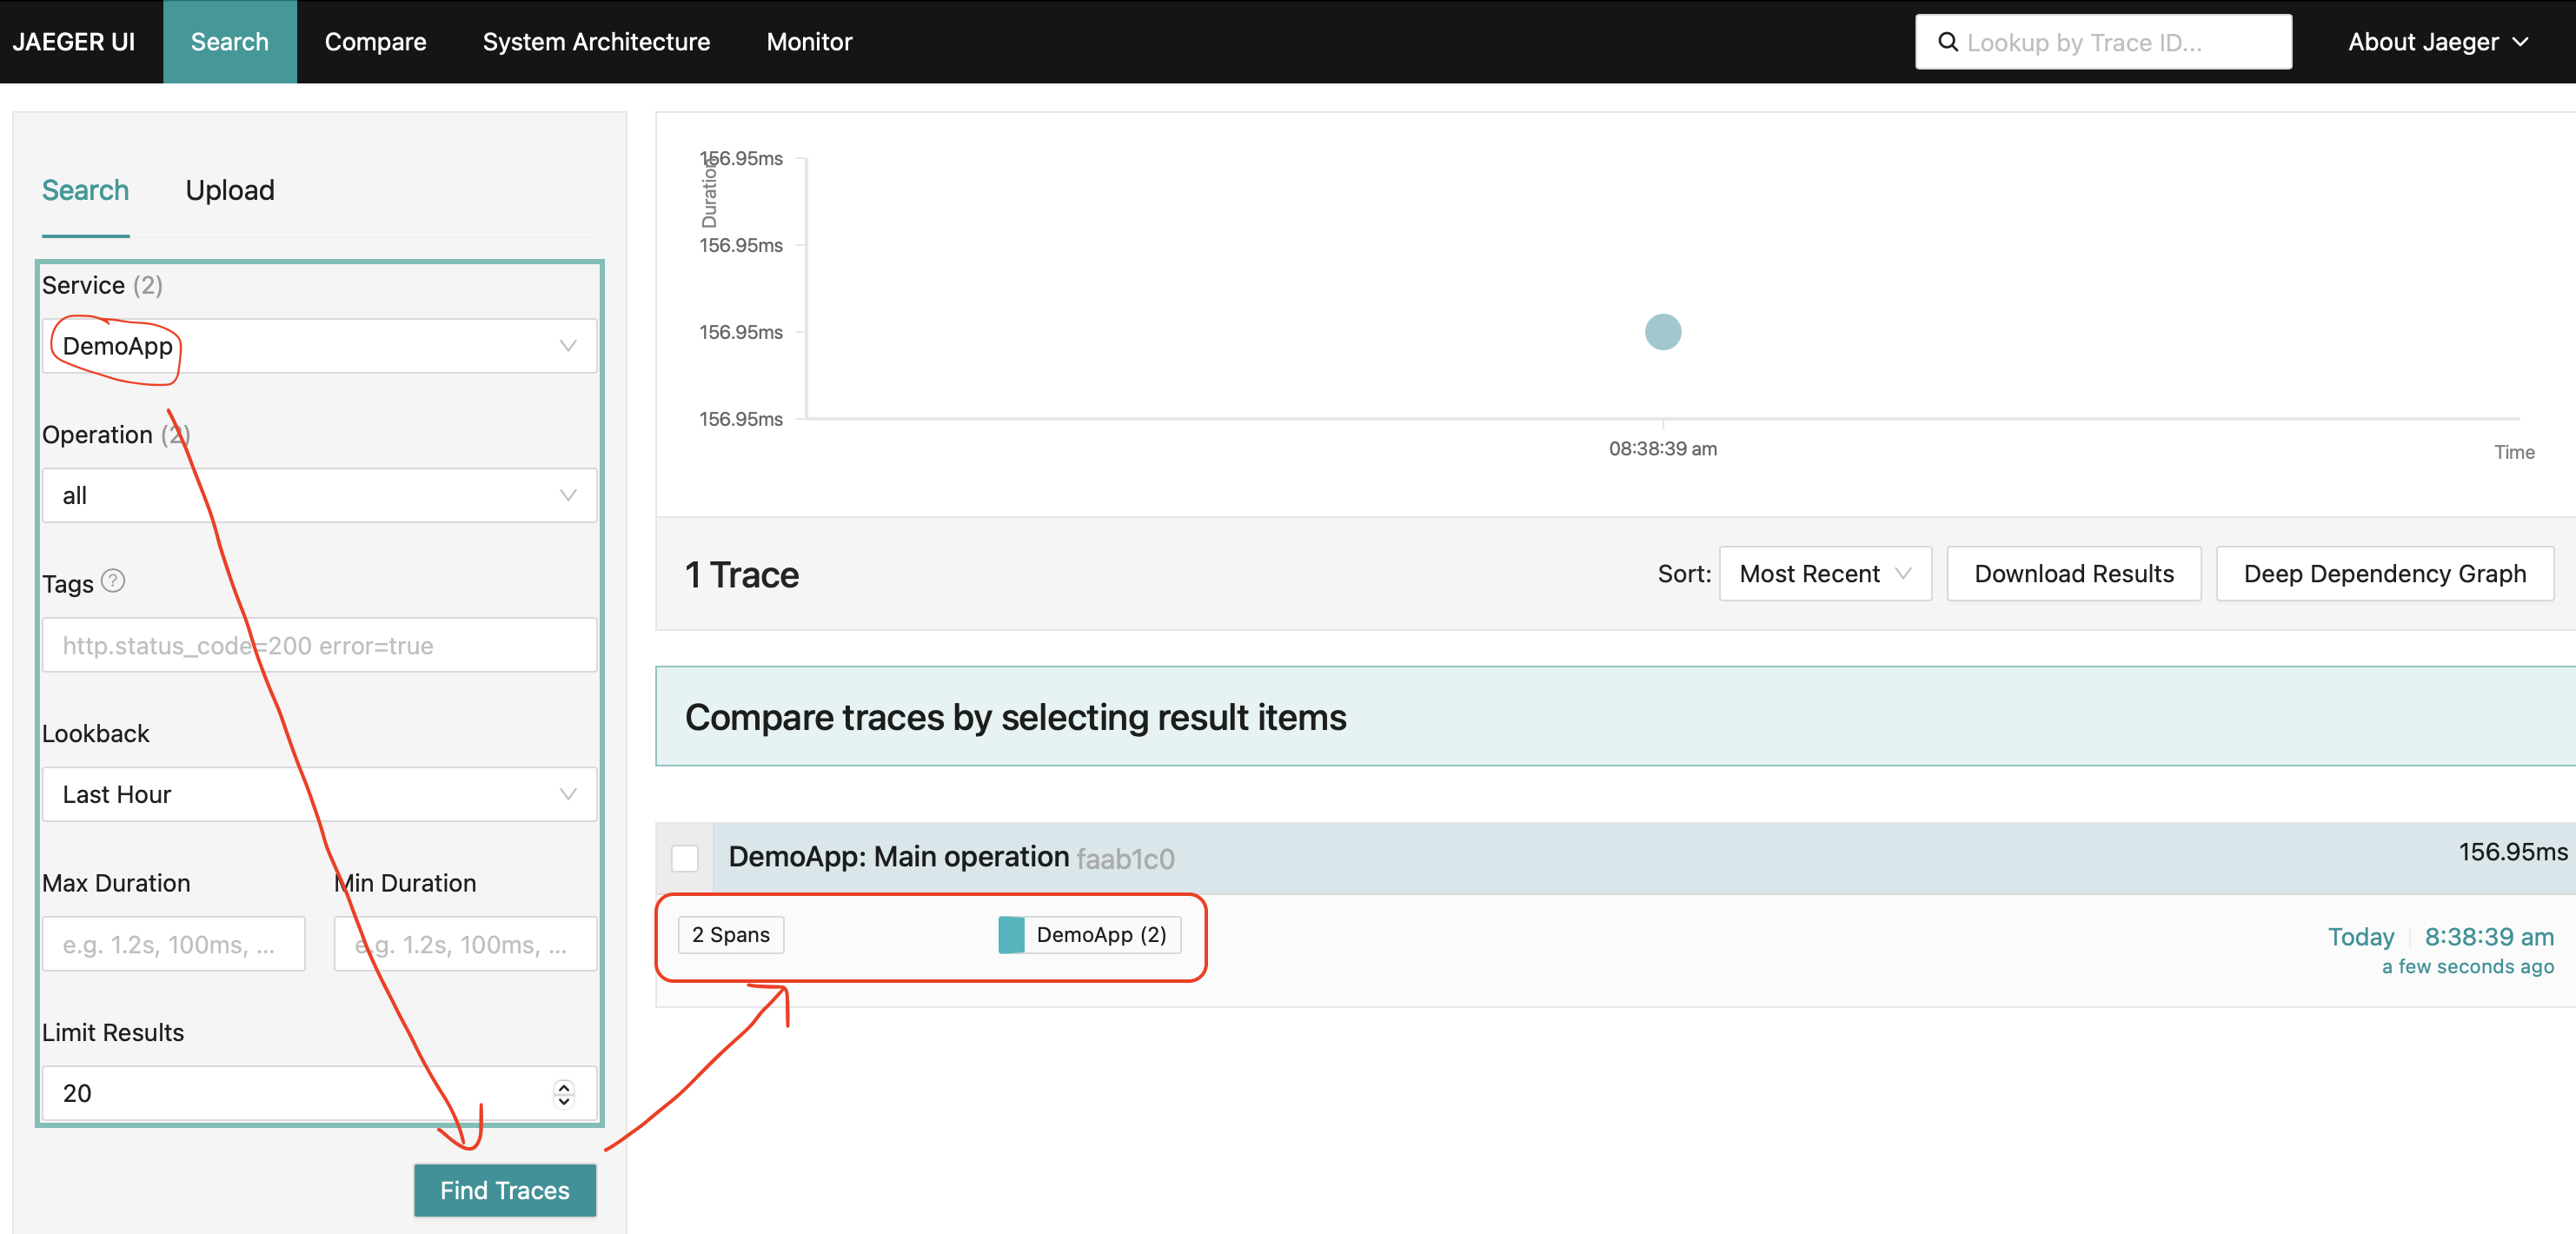 JAEGER UI Search Compare System Architecture Monitor Lookup by Trace ID... About Jaeger
Search Upload
Service (2)
DemoApp
Operation (2)
all
Tags ?
http.status_code=200 error=true
Lookback
Last Hour
Max Duration Min Duration
e.g. 1.2s, 100ms, ... e.g. 1.2s, 100ms, ...
Limit Results
20
Find Traces
Duration
156.95ms
156.95ms
156.95ms
156.95ms
08:38:39 am
Time
1 Trace
Sort: Most Recent Download Results Deep Dependency Graph
Compare traces by selecting result items
DemoApp: Main operation faab1c0 156.95ms
2 Spans DemoApp (2) Today 8:38:39 am
a few seconds ago